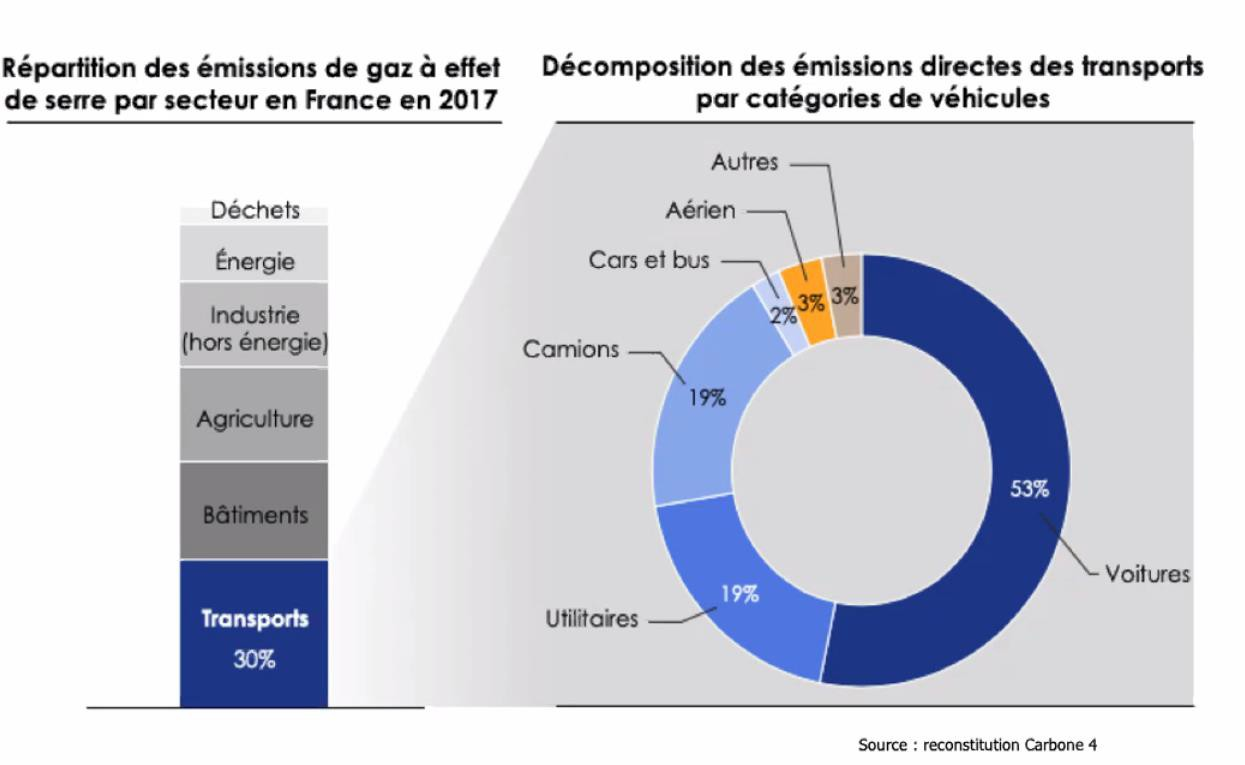 Répartition des émissions de gaz à effet
de serre par secteur en France en 2017
Déchets
Énergie
Industrie
(hors énergie)
Agriculture
Bâtiments
Transports
30%
Décomposition des émissions directes des transports
par catégories de véhicules
Autres
Aérien
Cars et bus
Camions
Utilitaires
Voitures
2%
3%
3%
19%
19%
53%
Source : reconstitution Carbone 4